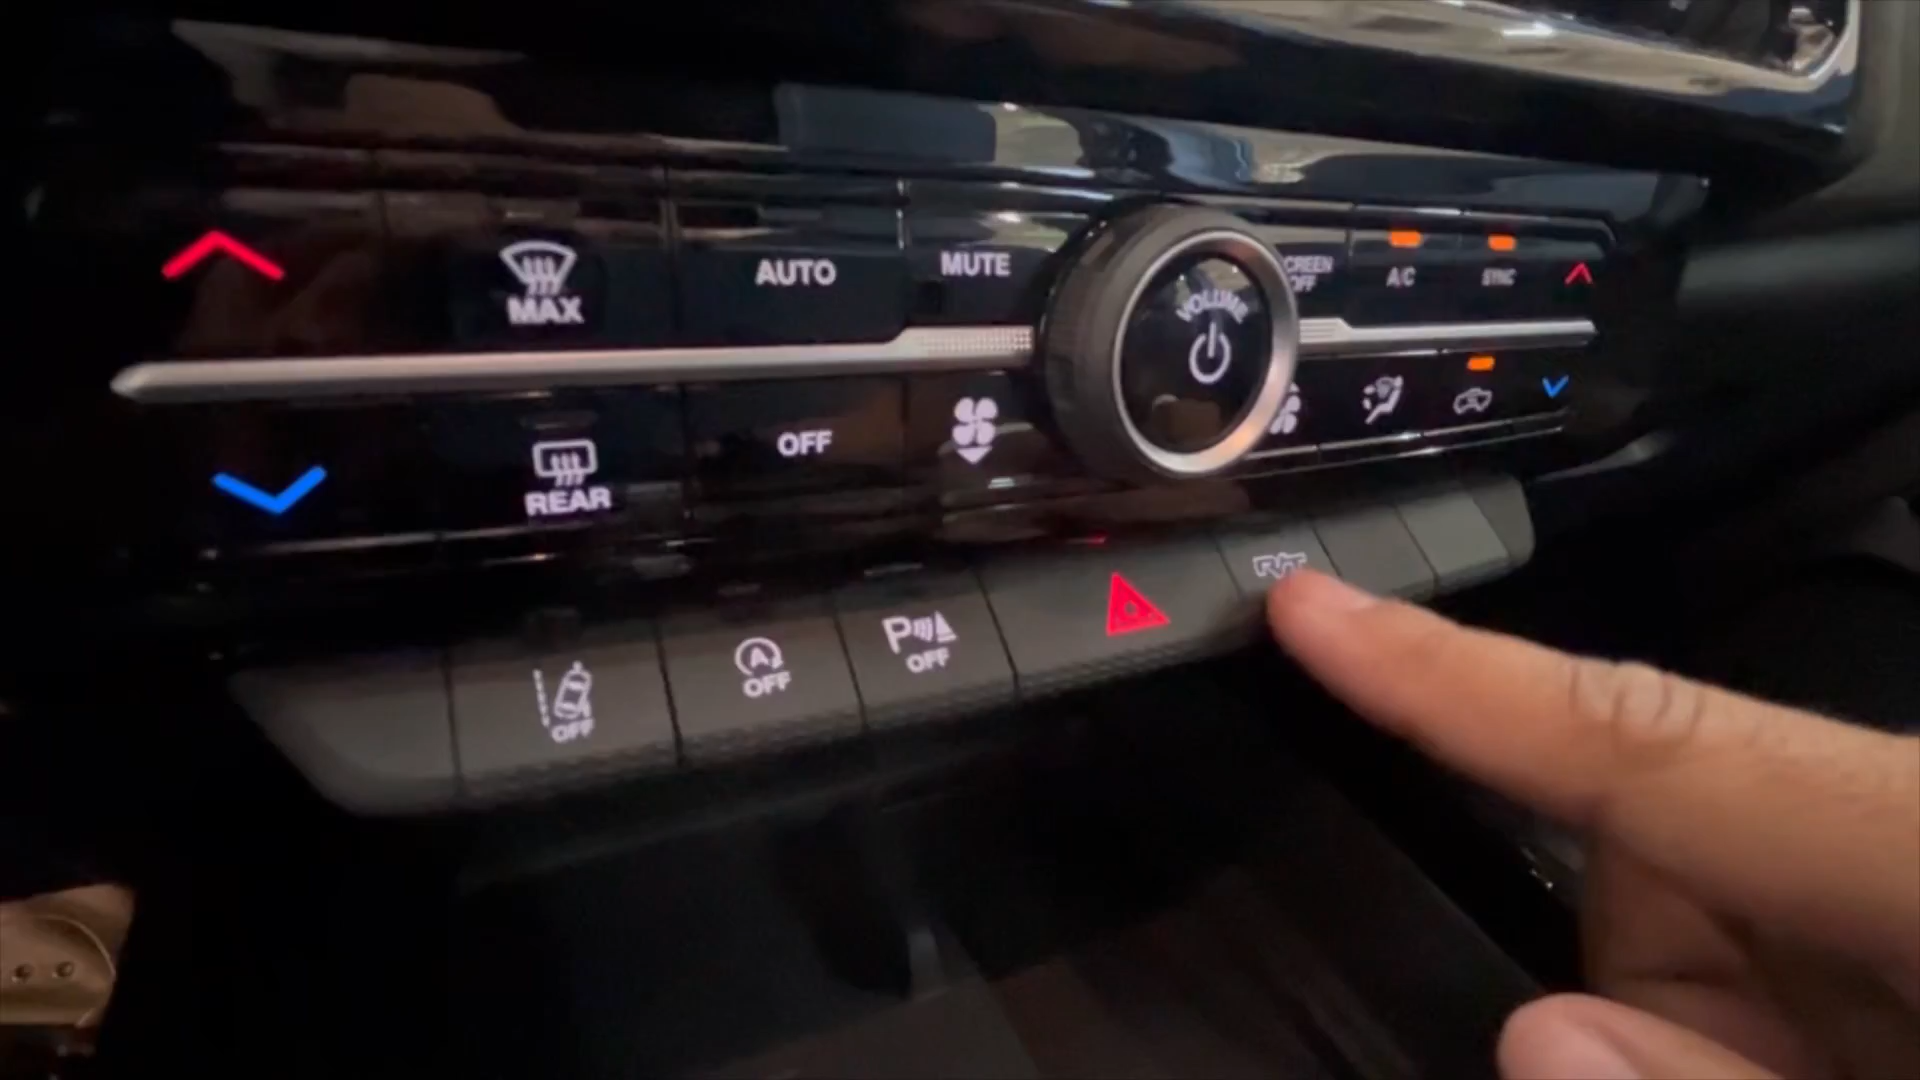 MAX
AUTO
MUTE
VOLUME
SCREEN
OFF
A/C
SYNC
REAR
OFF
OFF
A
OFF
P
OFF
R/T